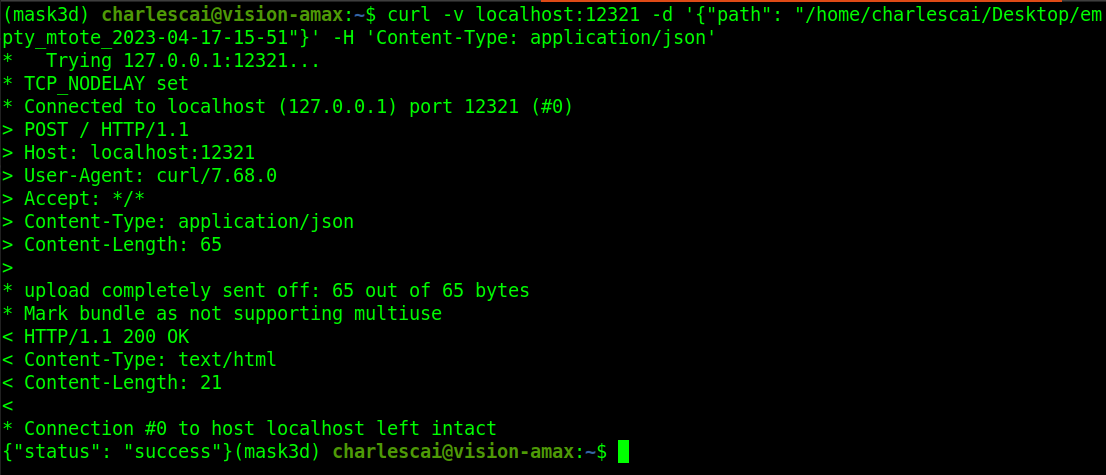 (mask3d) charlescai@vision-amax:~$ curl -v localhost:12321 -d '{"path": "/home/charlescai/Desktop/em
pty_mtote_2023-04-17-15-51"}' -H 'Content-Type: application/json'
*   Trying 127.0.0.1:12321...
* TCP_NODELAY set
* Connected to localhost (127.0.0.1) port 12321 (#0)
> POST / HTTP/1.1
> Host: localhost:12321
> User-Agent: curl/7.68.0
> Accept: */*
> Content-Type: application/json
> Content-Length: 65
>
* upload completely sent off: 65 out of 65 bytes
* Mark bundle as not supporting multiuse
< HTTP/1.1 200 OK
< Content-Type: text/html
< Content-Length: 21
<
* Connection #0 to host localhost left intact
{"status": "success"}(mask3d) charlescai@vision-amax:~$